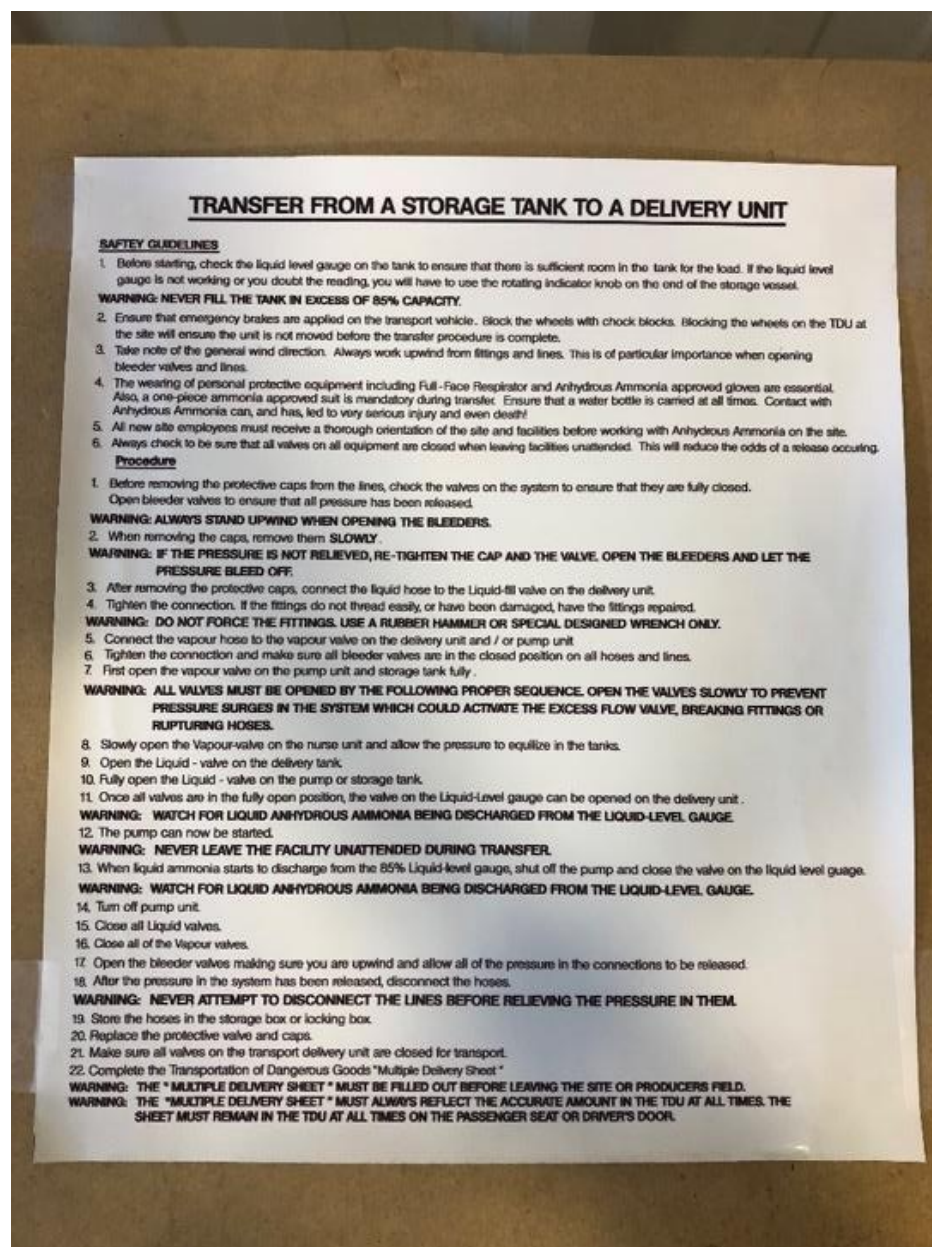 TRANSFER FROM A STORAGE TANK TO A DELIVERY UNIT
SAFTEY GUIDELINES
1. Before starting, check the liquid level gauge on the tank to ensure that there is sufficient room in the tank for the load. If the liquid level
gauge is not working or you doubt the reading, you will have to use the rotating indicator knob on the end of the storage vessel.
WARNING: NEVER FILL THE TANK IN EXCESS OF 85% CAPACITY.
2. Ensure that emergency brakes are applied on the transport vehicle. Block the wheels with chock blocks. Blocking the wheels on the TDU at
the site will ensure the unit is not moved before the transfer procedure is complete.
3. Take note of the general wind direction. Always work upwind from fittings and lines. This is of particular importance when opening
bleeder valves and lines.
4. The wearing of personal protective equipment including Full-Face Respirator and Anhydrous Ammonia approved gloves are essential.
Also, a one-piece ammonia approved suit is mandatory during transfer. Ensure that a water bottle is carried at all times. Contact with
Anhydrous Ammonia can, and has, led to very serious injury and even death!
5. All new site employees must receive a thorough orientation of the site and facilities before working with Anhydrous Ammonia on the site.
6. Always check to be sure that all valves on all equipment are closed when leaving facilities unattended. This will reduce the odds of a release occuring.
Procedure
1. Before removing the protective caps from the lines, check the valves on the system to ensure that they are fully closed.
Open bleeder valves to ensure that all pressure has been released.
WARNING: ALWAYS STAND UPWIND WHEN OPENING THE BLEEDERS.
2. When removing the caps, remove them SLOWLY.
WARNING: IF THE PRESSURE IS NOT RELIEVED, RE-TIGHTEN THE CAP AND THE VALVE. OPEN THE BLEEDERS AND LET THE
PRESSURE BLEED OFF.
3. After removing the protective caps, connect the liquid hose to the Liquid-fill valve on the delivery unit.
4. Tighten the connection. If the fittings do not thread easily, or have been damaged, have the fittings repaired.
WARNING: DO NOT FORCE THE FITTINGS. USE A RUBBER HAMMER OR SPECIAL DESIGNED WRENCH ONLY.
5. Connect the vapour hose to the vapour valve on the delivery unit and / or pump unit
6. Tighten the connection and make sure all bleeder valves are in the closed position on all hoses and lines.
7. First open the vapour valve on the pump unit and storage tank fully.
WARNING: ALL VALVES MUST BE OPENED BY THE FOLLOWING PROPER SEQUENCE. OPEN THE VALVES SLOWLY TO PREVENT
PRESSURE SURGES IN THE SYSTEM WHICH COULD ACTIVATE THE EXCESS FLOW VALVE, BREAKING FITTINGS OR
RUPTURING HOSES.
8. Slowly open the Vapour-valve on the nurse unit and allow the pressure to equilize in the tanks.
9. Open the Liquid - valve on the delivery tank.
10. Fully open the Liquid - valve on the pump or storage tank.
11. Once all valves are in the fully open position, the valve on the Liquid-Level gauge can be opened on the delivery unit.
WARNING: WATCH FOR LIQUID ANHYDROUS AMMONIA BEING DISCHARGED FROM THE LIQUID-LEVEL GAUGE.
12. The pump can now be started.
WARNING: NEVER LEAVE THE FACILITY UNATTENDED DURING TRANSFER.
13. When liquid ammonia starts to discharge from the 85% Liquid-level gauge, shut off the pump and close the valve on the liquid level guage.
WARNING: WATCH FOR LIQUID ANHYDROUS AMMONIA BEING DISCHARGED FROM THE LIQUID-LEVEL GAUGE.
14. Turn off pump unit.
15. Close all Liquid valves.
16. Close all of the Vapour valves.
17. Open the bleeder valves making sure you are upwind and allow all of the pressure in the connections to be released.
18. After the pressure in the system has been released, disconnect the hoses.
WARNING: NEVER ATTEMPT TO DISCONNECT THE LINES BEFORE RELIEVING THE PRESSURE IN THEM.
19. Store the hoses in the storage box or locking box.
20. Replace the protective valve and caps.
21. Make sure all valves on the transport delivery unit are closed for transport.
22. Complete the Transportation of Dangerous Goods "Multiple Delivery Sheet "
WARNING: THE "MULTIPLE DELIVERY SHEET " MUST BE FILLED OUT BEFORE LEAVING THE SITE OR PRODUCERS FIELD.
WARNING: THE "MULTIPLE DELIVERY SHEET " MUST ALWAYS REFLECT THE ACCURATE AMOUNT IN THE TDU AT ALL TIMES. THE
SHEET MUST REMAIN IN THE TDU AT ALL TIMES ON THE PASSENGER SEAT OR DRIVER'S DOOR.